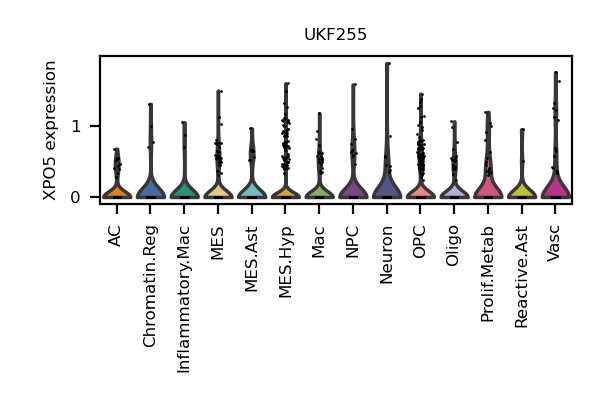 UKF255
XPO5 expression
1
0
AC
Chromatin.Reg
Inflammatory.Mac
MES
MES.Ast
MES.Hyp
Mac
NPC
Neuron
OPC
Oligo
Prolif.Metab
Reactive.Ast
Vasc